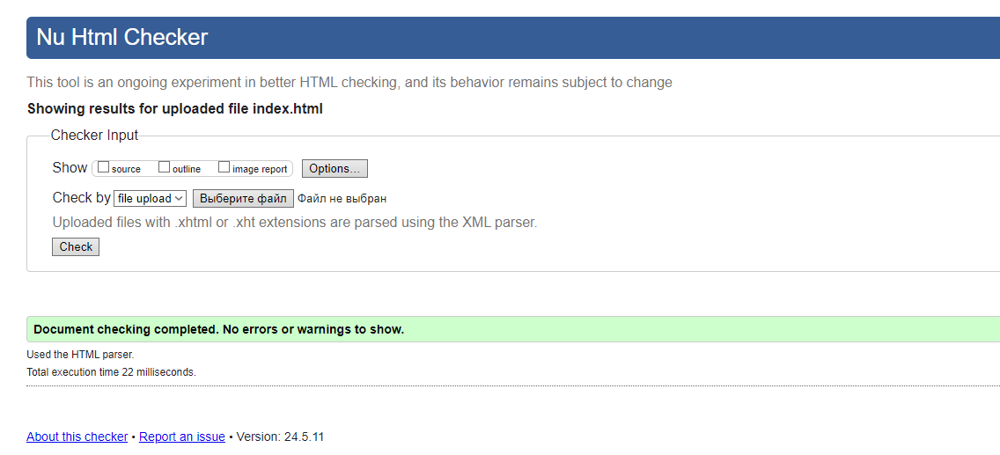 Nu Html Checker
This tool is an ongoing experiment in better HTML checking, and its behavior remains subject to change
Showing results for uploaded file index.html
Checker Input
Show source outline image report Options...
Check by file upload Выберите файл Файл не выбран
Uploaded files with .xhtml or .xht extensions are parsed using the XML parser.
Check
Document checking completed. No errors or warnings to show.
Used the HTML parser.
Total execution time 22 milliseconds.
About this checker • Report an issue • Version: 24.5.11